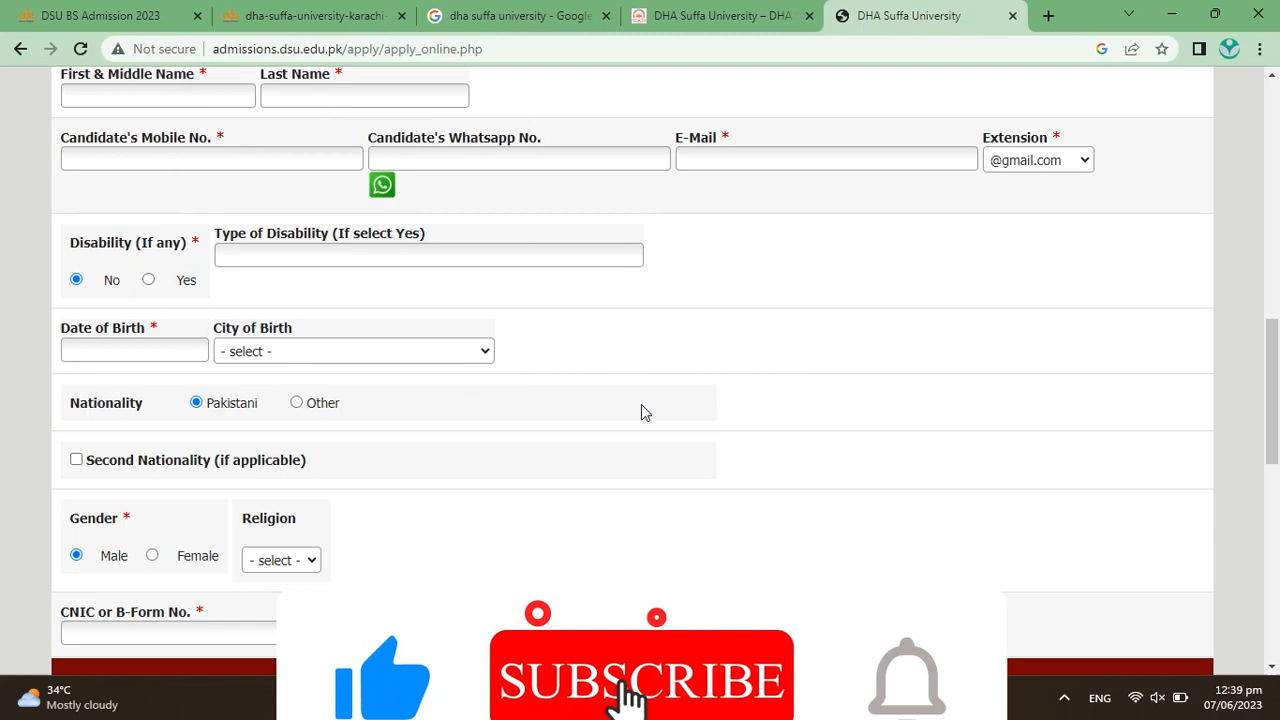 DSU BS Admission 2023
dha-suffa-university-karachi-
dha suffa university - Google
DHA Suffa University – DHA
DHA Suffa University
Not secure
admissions.dsu.edu.pk/apply/apply_online.php
First & Middle Name *
Last Name *
Candidate's Mobile No. *
Candidate's Whatsapp No.
E-Mail *
Extension *
@gmail.com
Disability (If any) *
Type of Disability (If select Yes)
No
Yes
Date of Birth *
City of Birth
- select -
Nationality
Pakistani
Other
Second Nationality (if applicable)
Gender *
Religion
Male
Female
- select -
CNIC or B-Form No. *
SUBSCRIBE
34°C
Mostly cloudy
ENG
12:39 pm
07/06/2023